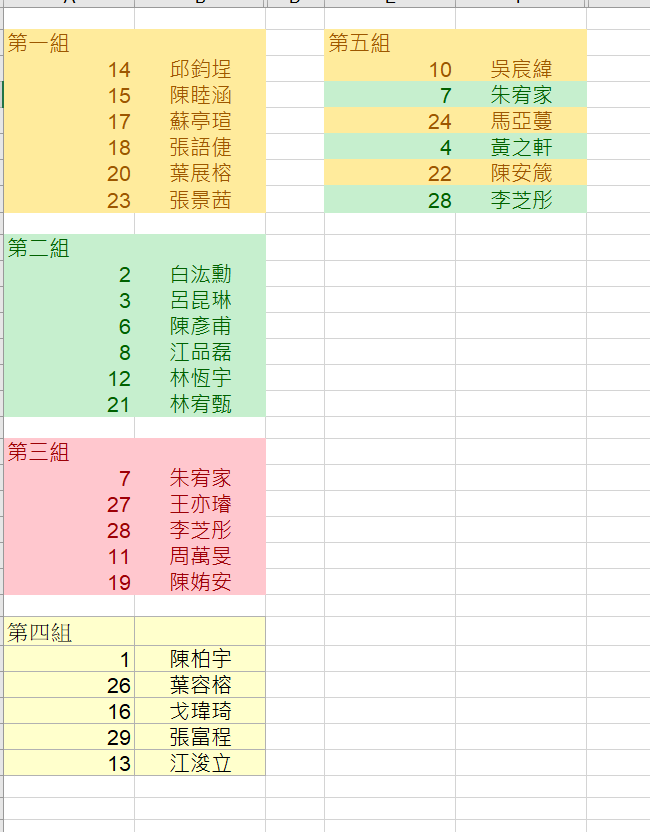 第一組
14 邱鈞埕
15 陳睦涵
17 蘇亭瑄
18 張語倢
20 葉展榕
23 張景茜
第二組
2 白汯勳
3 呂昆琳
6 陳彥甫
8 江品磊
12 林恆宇
21 林宥甄
第三組
7 朱宥家
27 王亦璿
28 李芝彤
11 周萬旻
19 陳姷安
第四組
1 陳柏宇
26 葉容榕
16 戈瑋琦
29 張富程
13 江浚立
第五組
10 吳宸緯
7 朱宥家
24 馬亞蔓
4 黃之軒
22 陳安箴
28 李芝彤